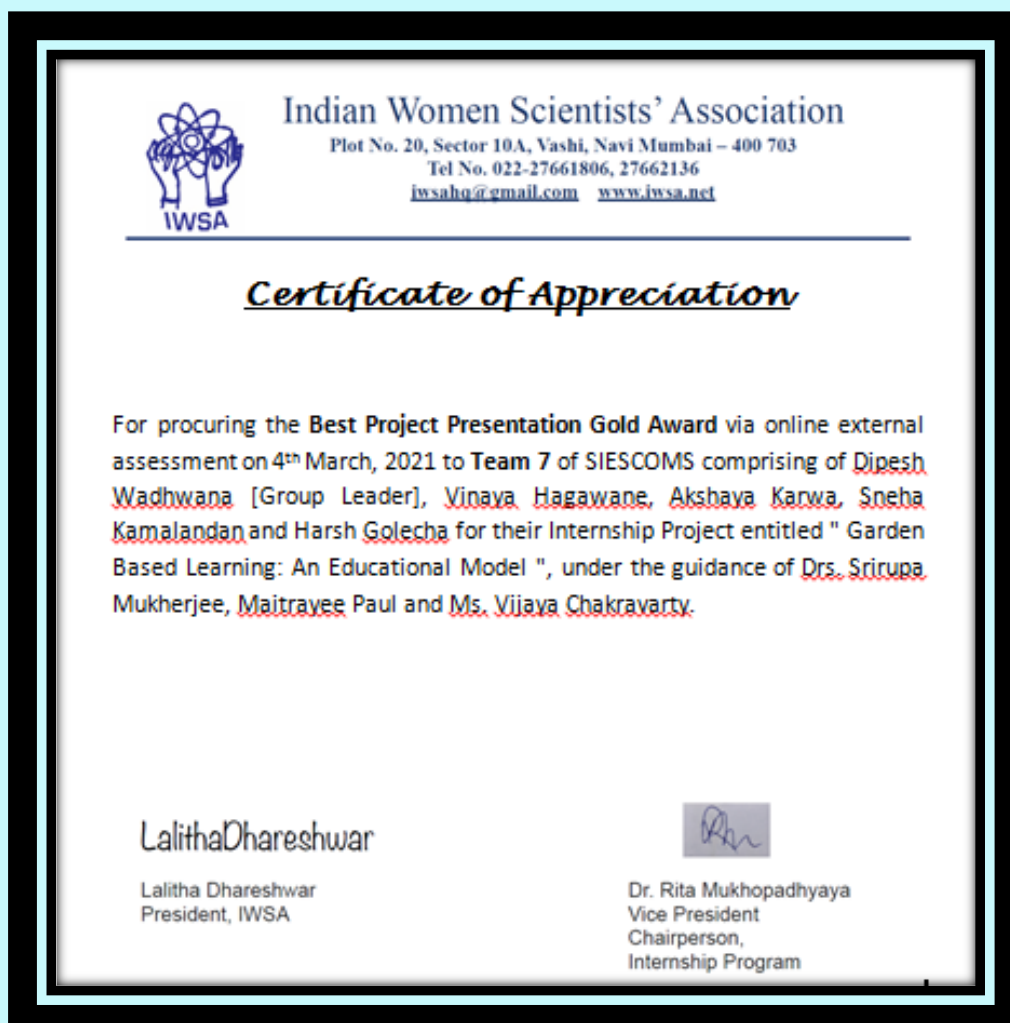 Indian Women Scientists' Association
Plot No. 20, Sector 10A, Vashi, Navi Mumbai – 400 703
Tel No. 022-27661806, 27662136
iwsahq@gmail.com www.iwsa.net
IWSA
Certificate of Appreciation
For procuring the Best Project Presentation Gold Award via online external
assessment on 4th March, 2021 to Team 7 of SIESCOMS comprising of Dipesh
Wadhwana [Group Leader], Vinaya Hagawane, Akshaya Karwa, Sneha
Kamalandan and Harsh Golecha for their Internship Project entitled " Garden
Based Learning: An Educational Model ", under the guidance of Drs. Srirupa
Mukherjee, Maitrayee Paul and Ms. Vijaya Chakravarty.
LalithaDhareshwar
Lalitha Dhareshwar
President, IWSA
Dr. Rita Mukhopadhyaya
Vice President
Chairperson,
Internship Program